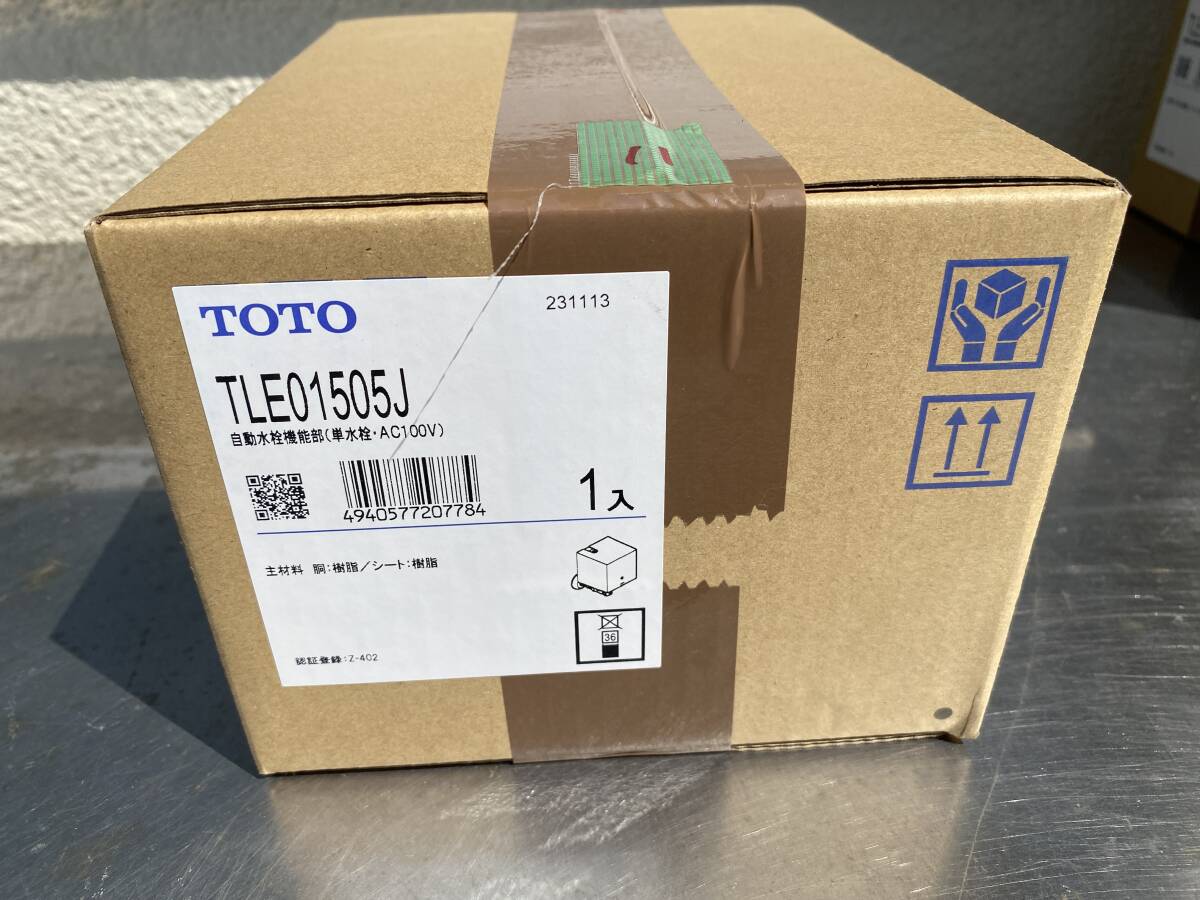 TOTO
231113
TLE01505J
自動水栓機能部(単水栓・AC100V)
4940577207784
1入
主材料 胴:樹脂/シート:樹脂
36
認証登録:Z-402